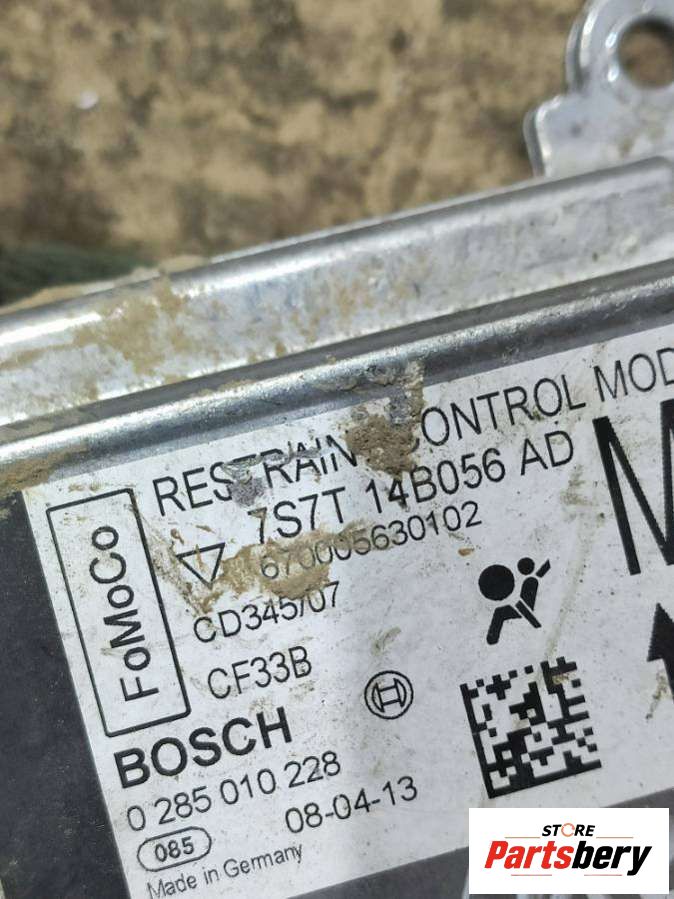 RESTRAINT CONTROL MOD
7S7T 14B056 AD
670005630102
CD345/07
CF33B
FoMoCo
M
BOSCH
0 285 010 228
08-04-13
085
Made in Germany
STORE
Partsbery